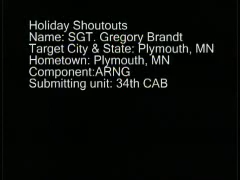 Holiday Shoutouts
Name: SGT. Gregory Brandt
Target City & State: Plymouth, MN
Hometown: Plymouth, MN
Component:ARNG
Submitting unit: 34th CAB